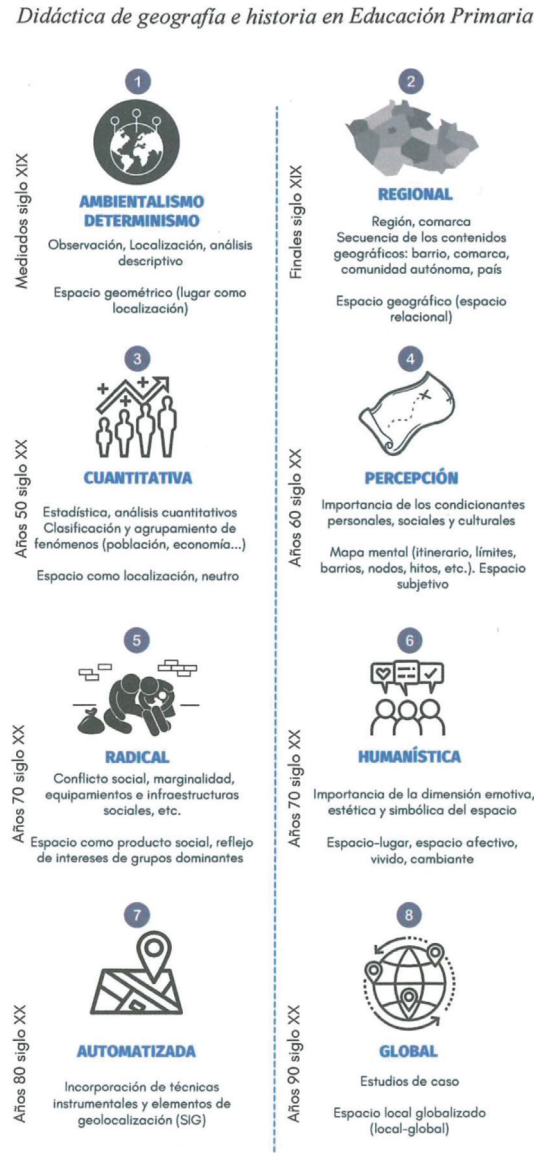 Didáctica de geografía e historia en Educación Primaria
1
Mediados siglo XIX
AMBIENTALISMO
DETERMINISMO
Observación, Localización, análisis
descriptivo
Espacio geométrico (lugar como
localización)
2
Finales siglo XIX
REGIONAL
Región, comarca
Secuencia de los contenidos
geográficos: barrio, comarca,
comunidad autónoma, país
Espacio geográfico (espacio
relacional)
3
Años 50 siglo XX
CUANTITATIVA
Estadística, análisis cuantitativos
Clasificación y agrupamiento de
fenómenos (población, economía...)
Espacio como localización, neutro
4
Años 60 siglo XX
PERCEPCIÓN
Importancia de los condicionantes
personales, sociales y culturales
Mapa mental (itinerario, límites,
barrios, nodos, hitos, etc.). Espacio
subjetivo
5
Años 70 siglo XX
RADICAL
Conflicto social, marginalidad,
equipamientos e infraestructuras
sociales, etc.
Espacio como producto social, reflejo
de intereses de grupos dominantes
6
Años 70 siglo XX
HUMANÍSTICA
Importancia de la dimensión emotiva,
estética y simbólica del espacio
Espacio-lugar, espacio afectivo,
vivido, cambiante
7
Años 80 siglo XX
AUTOMATIZADA
Incorporación de técnicas
instrumentales y elementos de
geolocalización (SIG)
8
Años 90 siglo XX
GLOBAL
Estudios de caso
Espacio local globalizado
(local-global)